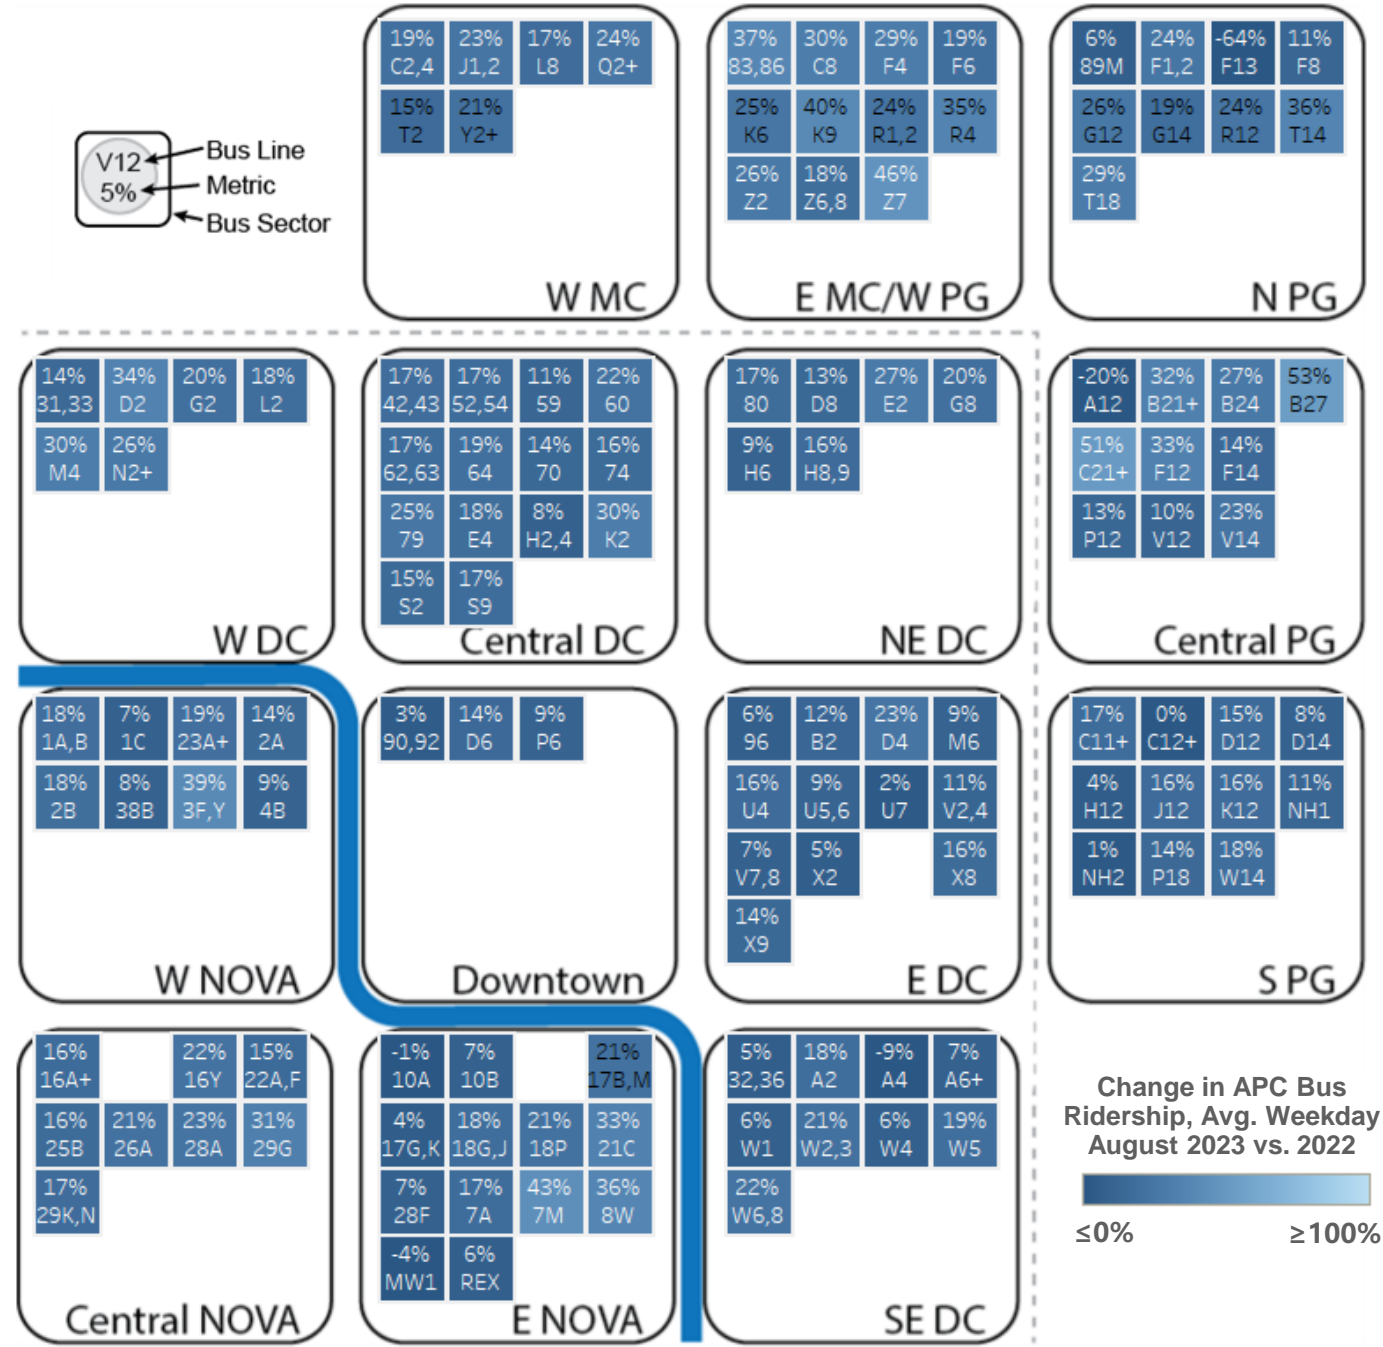 V12
5%
Bus Line
Metric
Bus Sector
19% 23% 17% 24%
C2,4 J1,2 L8 Q2+
15% 21%
T2 Y2+
W MC
37% 30% 29% 19%
83,86 C8 F4 F6
25% 40% 24% 35%
K6 K9 R1,2 R4
26% 18% 46%
Z2 Z6,8 Z7
E MC/W PG
6% 24% -64% 11%
89M F1,2 F13 F8
26% 19% 24% 36%
G12 G14 R12 T14
29%
T18
N PG
14% 34% 20% 18%
31,33 D2 G2 L2
30% 26%
M4 N2+
W DC
17% 17% 11% 22%
42,43 52,54 59 60
17% 19% 14% 16%
62,63 64 70 74
25% 18% 8% 30%
79 E4 H2,4 K2
15% 17%
S2 S9
Central DC
17% 13% 27% 20%
80 D8 E2 G8
9% 16%
H6 H8,9
NE DC
-20% 32% 27% 53%
A12 B21+ B24 B27
51% 33% 14%
C21+ F12 F14
13% 10% 23%
P12 V12 V14
Central PG
18% 7% 19% 14%
1A,B 1C 23A+ 2A
18% 8% 39% 9%
2B 38B 3F,Y 4B
W NOVA
3% 14% 9%
90,92 D6 P6
Downtown
6% 12% 23% 9%
96 B2 D4 M6
16% 9% 2% 11%
U4 U5,6 U7 V2,4
7% 5% 16%
V7,8 X2 X8
14%
X9
E DC
17% 0% 15% 8%
C11+ C12+ D12 D14
4% 16% 16% 11%
H12 J12 K12 NH1
1% 14% 18%
NH2 P18 W14
S PG
16% 22% 15%
16A+ 16Y 22A,F
16% 21% 23% 31%
25B 26A 28A 29G
17%
29K,N
Central NOVA
-1% 7% 21%
10A 10B 17B,M
4% 18% 21% 33%
17G,K 18G,J 18P 21C
7% 17% 43% 36%
28F 7A 7M 8W
-4% 6%
MW1 REX
E NOVA
5% 18% -9% 7%
32,36 A2 A4 A6+
6% 21% 6% 19%
W1 W2,3 W4 W5
22%
W6,8
SE DC
Change in APC Bus
Ridership, Avg. Weekday
August 2023 vs. 2022
≤0% ≥100%